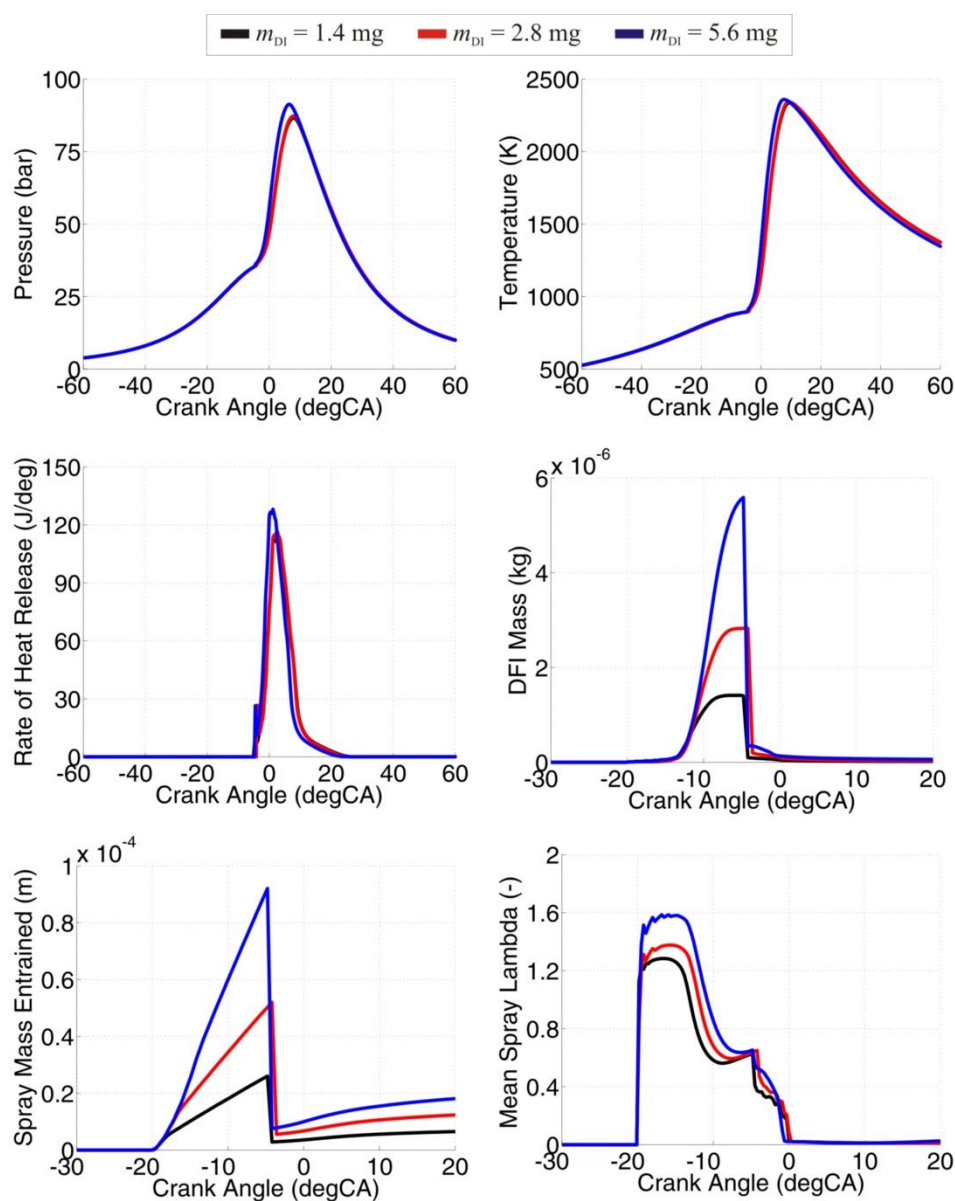 m_DI = 1.4 mg m_DI = 2.8 mg m_DI = 5.6 mg
100
75
50
25
0
Pressure (bar)
-60 -40 -20 0 20 40 60
Crank Angle (degCA)
2500
2000
1500
1000
500
Temperature (K)
-60 -40 -20 0 20 40 60
Crank Angle (degCA)
150
120
90
60
30
0
Rate of Heat Release (J/deg)
-60 -40 -20 0 20 40 60
Crank Angle (degCA)
6 x 10^-6
4
2
0
DFI Mass (kg)
-30 -20 -10 0 10 20
Crank Angle (degCA)
1 x 10^-4
0.8
0.6
0.4
0.2
0
Spray Mass Entrained (m)
-30 -20 -10 0 10 20
Crank Angle (degCA)
2
1.6
1.2
0.8
0.4
0
Mean Spray Lambda (-)
-30 -20 -10 0 10 20
Crank Angle (degCA)